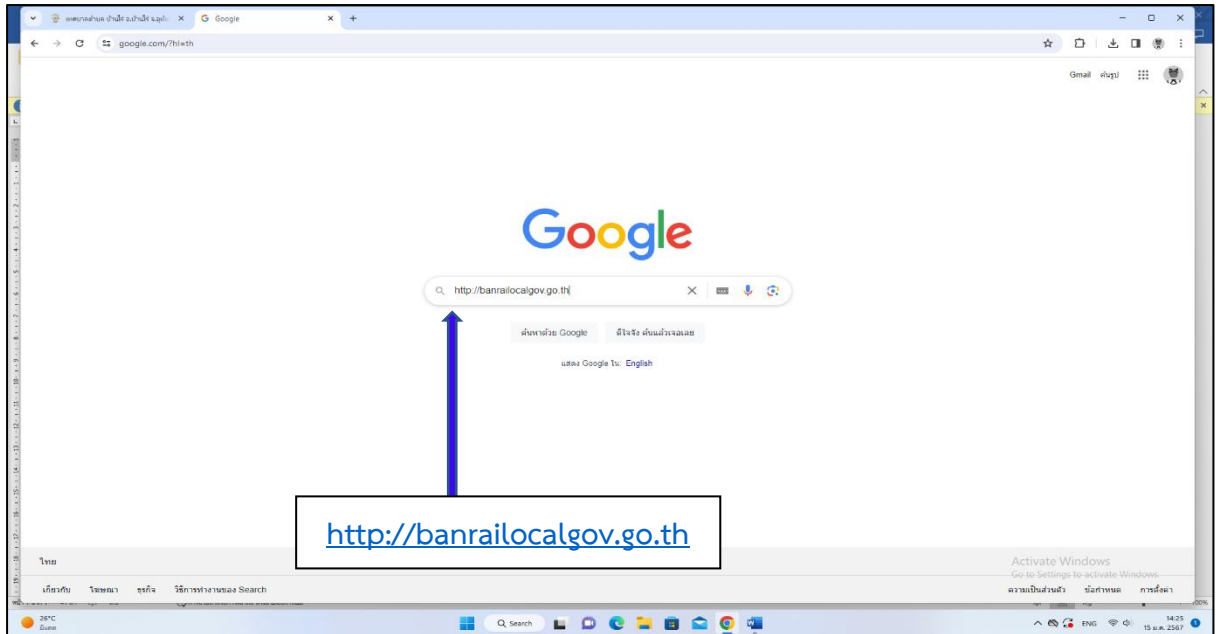 Google
google.com/?hl=th
Gmail ค้นรูป
Google
http://banrailocalgov.go.th
ค้นหาด้วย Google ดีใจจัง ค้นแล้วเจอเลย
แสดง Google ใน: English
http://banrailocalgov.go.th
ไทย
Activate Windows
Go to Settings to activate Windows.
เกี่ยวกับ โฆษณา ธุรกิจ วิธีการทำงานของ Search ความเป็นส่วนตัว ข้อกำหนด การตั้งค่า
26°C Search ENG 14:25
15 ม.ค. 2567